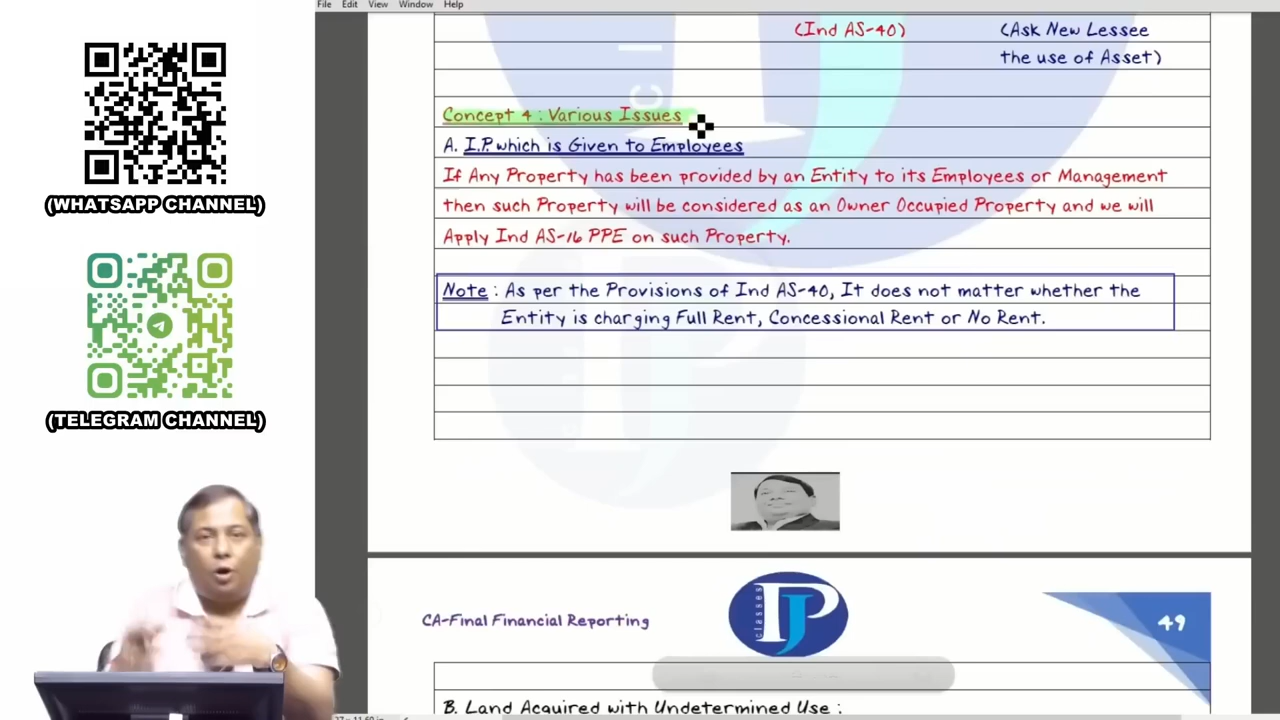 File Edit View Window Help
(Ind AS-40) (Ask New Lessee
the use of Asset)
Concept 4 : Various Issues
A. I.P. which is Given to Employees
If Any Property has been provided by an Entity to its Employees or Management
then such Property will be considered as an Owner Occupied Property and we will
Apply Ind AS-16 PPE on such Property.
Note : As per the Provisions of Ind AS-40, It does not matter whether the
Entity is charging Full Rent, Concessional Rent or No Rent.
(WHATSAPP CHANNEL)
(TELEGRAM CHANNEL)
CA-Final Financial Reporting
classes
PJ
49
B. Land Acquired with Undetermined Use :